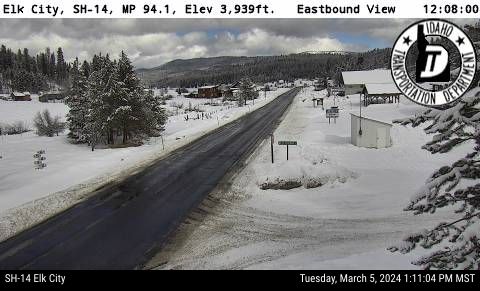 Elk City, SH-14, MP 94.1, Elev 3,939ft. Eastbound View 12:08:00
IDAHO
TRANSPORTATION DEPARTMENT
SH-14 Elk City Tuesday, March 5, 2024 1:11:04 PM MST